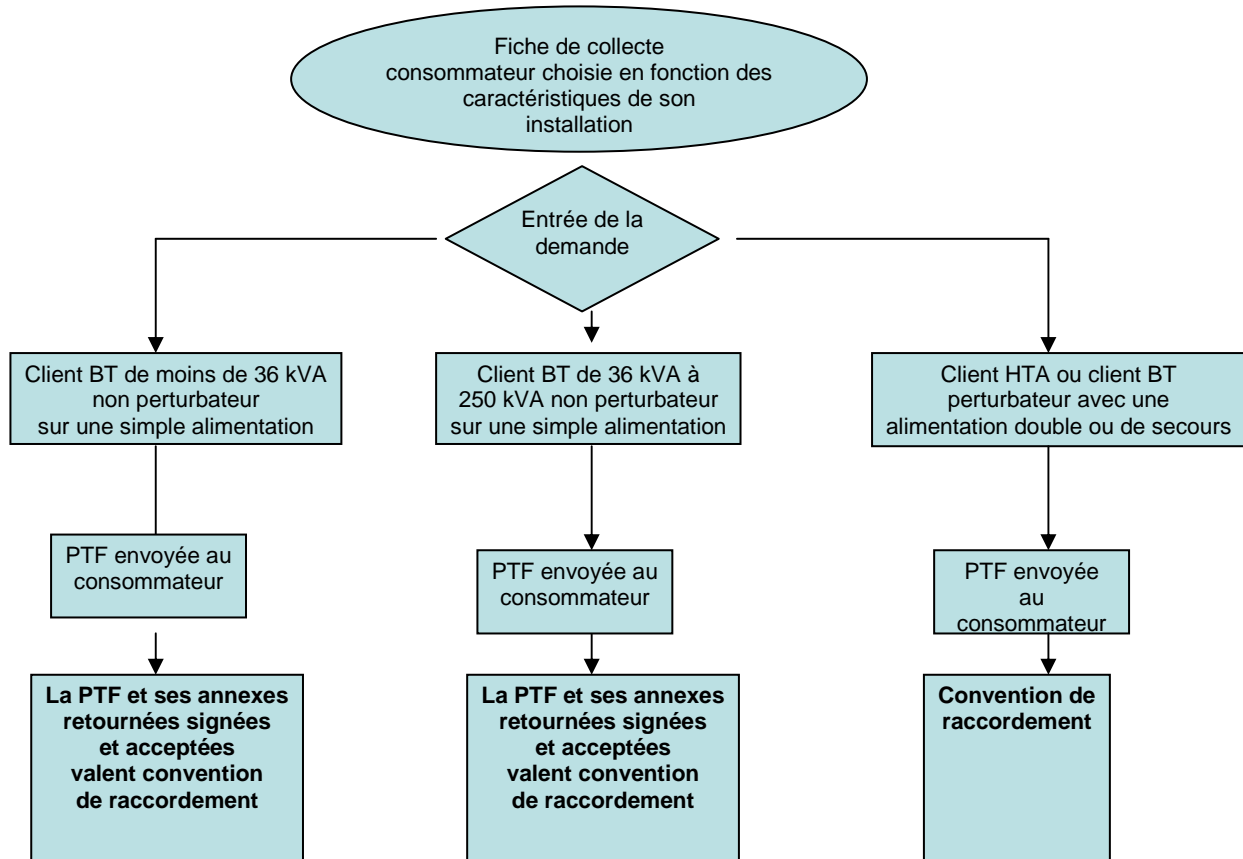 Fiche de collecte
consommateur choisie en fonction des
caractéristiques de son
installation
Entrée de la
demande
Client BT de moins de 36 kVA
non perturbateur
sur une simple alimentation
Client BT de 36 kVA à
250 kVA non perturbateur
sur une simple alimentation
Client HTA ou client BT
perturbateur avec une
alimentation double ou de secours
PTF envoyée au
consommateur
PTF envoyée au
consommateur
PTF envoyée
au
consommateur
La PTF et ses annexes
retournées signées
et acceptées
valent convention
de raccordement
La PTF et ses annexes
retournées signées
et acceptées
valent convention
de raccordement
Convention de
raccordement